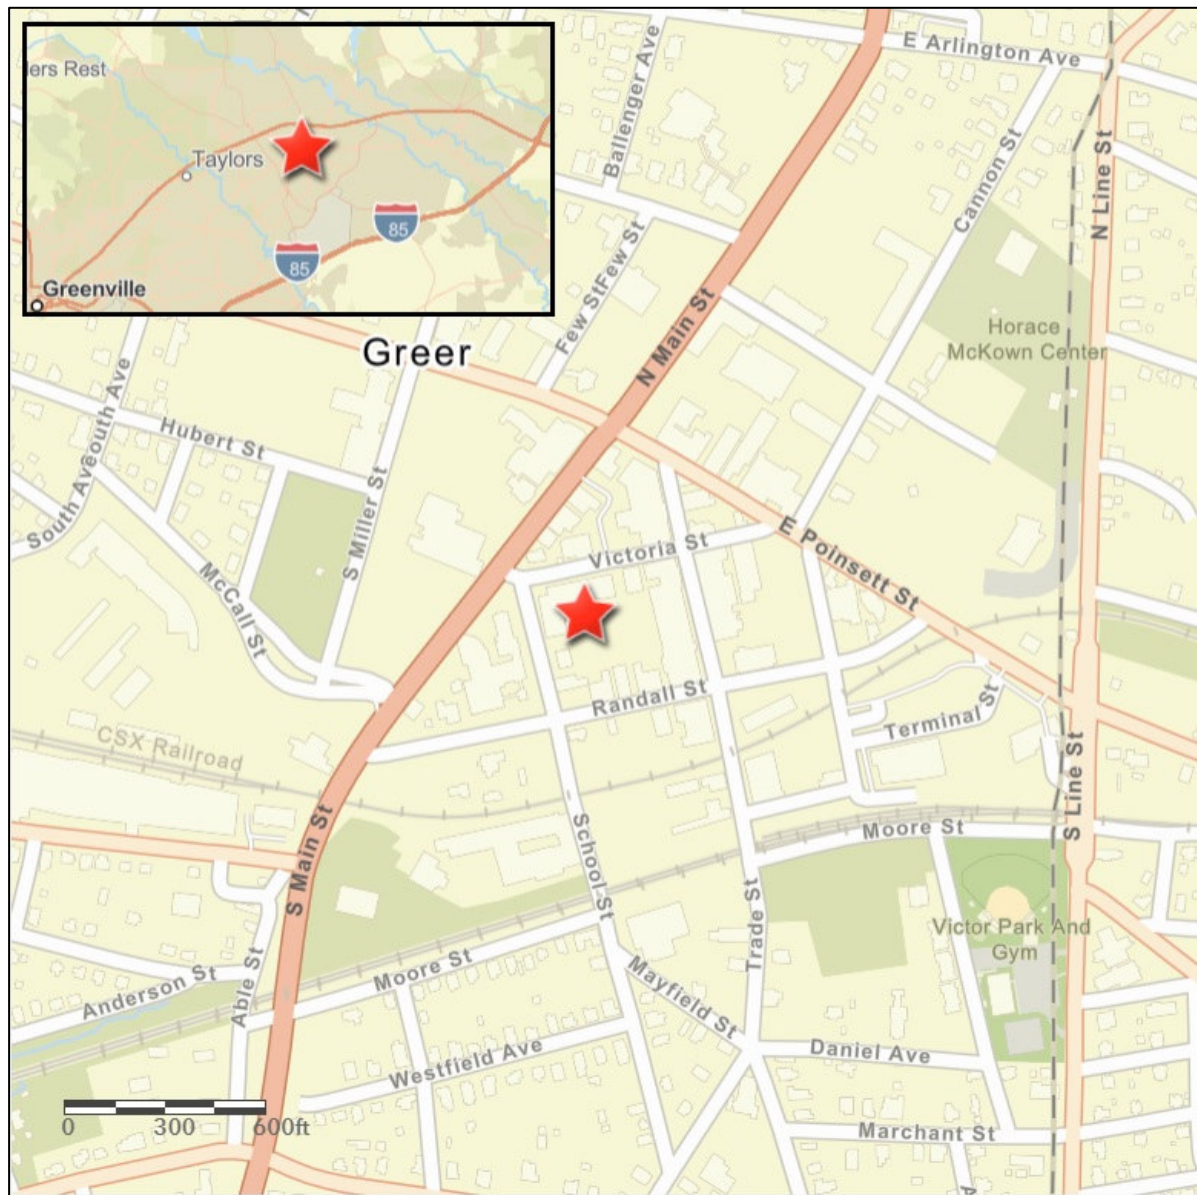 lers Rest
Taylors
85
85
Greenville
E Arlington Ave
Ballenger Ave
Cannon St
N Line St
Few St
Few St
N Main St
Horace
McKown Center
Greer
South Ave
outh Ave
Hubert St
S Miller St
McCall St
Victoria St
E Poinsett St
Randall St
Terminal St
CSX Railroad
S Main St
School St
Moore St
S Line St
Trade St
Victor Park And
Gym
Anderson St
Able St
Moore St
Mayfield St
Westfield Ave
Daniel Ave
Marchant St
A
0 300 600ft